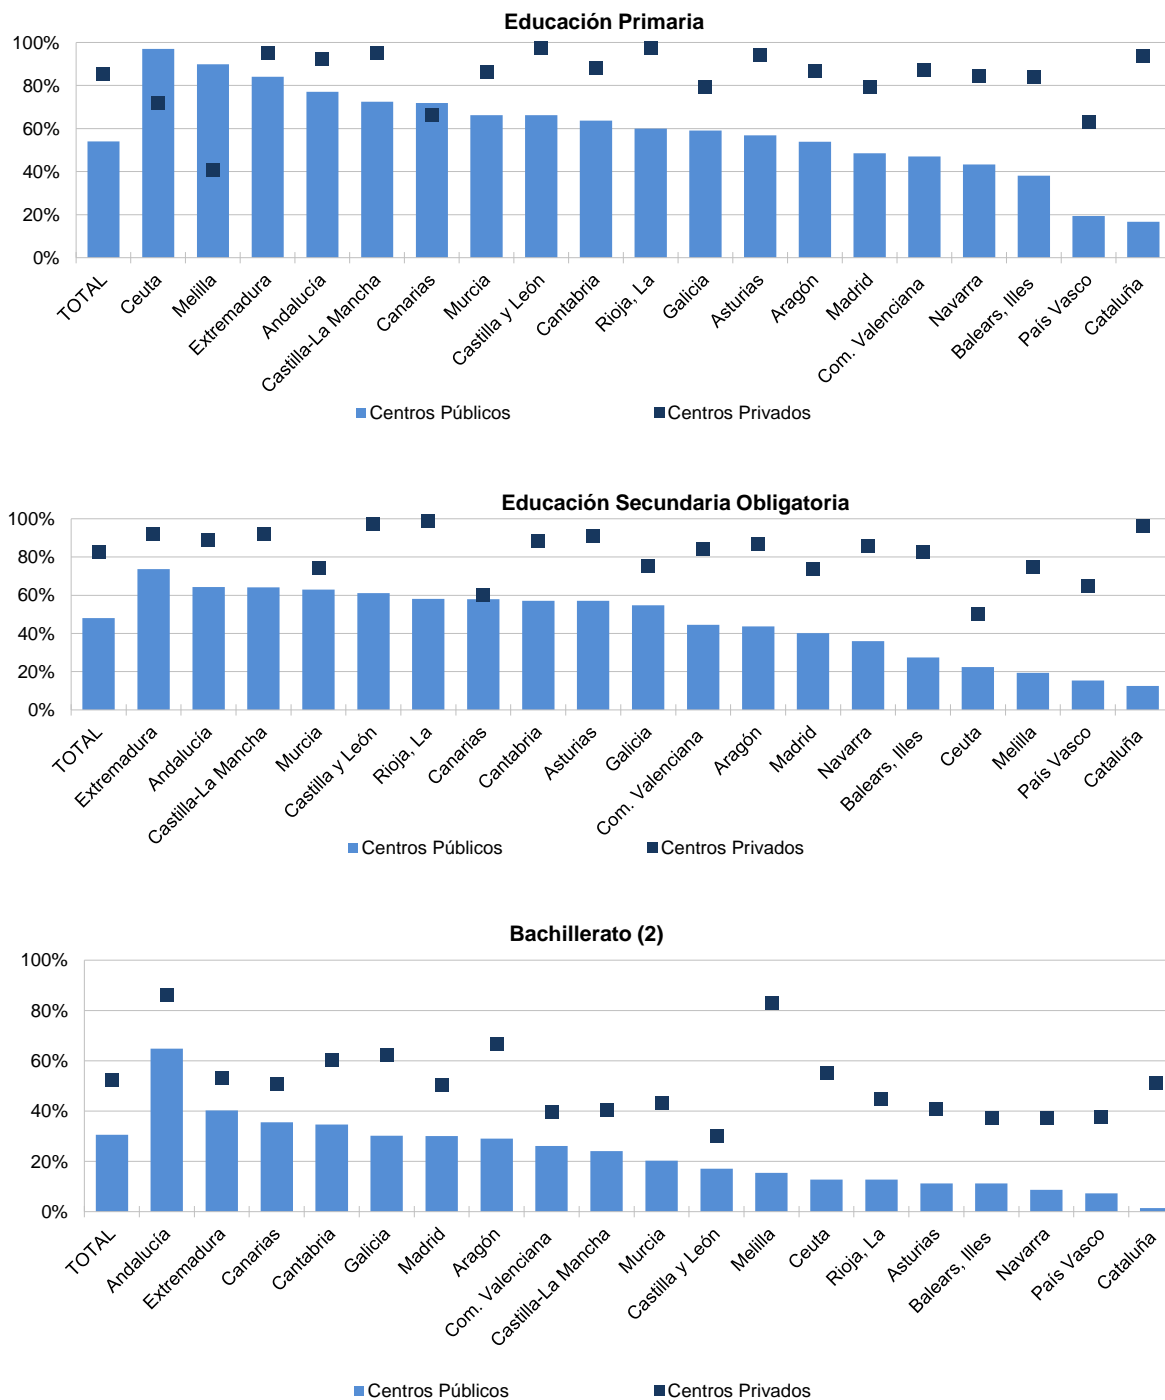 Educación Primaria
100%
80%
60%
40%
20%
0%
TOTAL
Ceuta
Melilla
Extremadura
Andalucía
Castilla-La Mancha
Canarias
Murcia
Castilla y León
Cantabria
Rioja, La
Galicia
Asturias
Aragón
Madrid
Com. Valenciana
Navarra
Balears, Illes
País Vasco
Cataluña
Centros Públicos
Centros Privados
Educación Secundaria Obligatoria
100%
80%
60%
40%
20%
0%
TOTAL
Extremadura
Andalucía
Castilla-La Mancha
Murcia
Castilla y León
Rioja, La
Canarias
Cantabria
Asturias
Galicia
Com. Valenciana
Aragón
Madrid
Navarra
Balears, Illes
Ceuta
Melilla
País Vasco
Cataluña
Centros Públicos
Centros Privados
Bachillerato (2)
100%
80%
60%
40%
20%
0%
TOTAL
Andalucía
Extremadura
Canarias
Cantabria
Galicia
Madrid
Aragón
Com. Valenciana
Castilla-La Mancha
Murcia
Castilla y León
Melilla
Ceuta
Rioja, La
Asturias
Balears, Illes
Navarra
País Vasco
Cataluña
Centros Públicos
Centros Privados